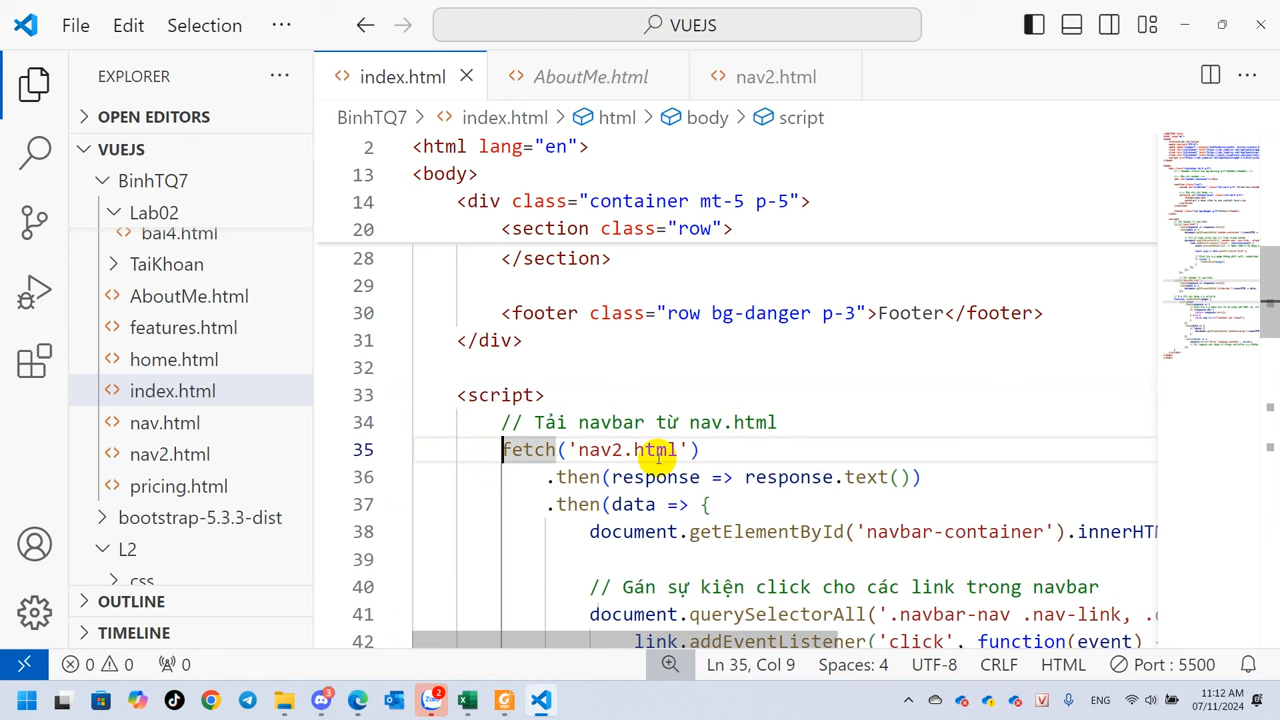 File Edit Selection ··· VUEJS
EXPLORER ···
OPEN EDITORS
VUEJS
BinhTQ7
Lab02
bai4.html
TaiKhoan
AboutMe.html
features.html
home.html
index.html
nav.html
nav2.html
pricing.html
bootstrap-5.3.3-dist
L2
css
OUTLINE
TIMELINE
index.html AboutMe.html nav2.html
BinhTQ7 > index.html > html > body > script
2 <html lang="en">
13 <body>
14 <div class="container mt-5 p-5">
20 <section class="row">
28 </section>
29
30 <footer class="row bg-danger p-3">Footer</footer>
31 </div>
32
33 <script>
34 // Tải navbar từ nav.html
35 fetch('nav2.html')
36 .then(response => response.text())
37 .then(data => {
38 document.getElementById('navbar-container').innerHTM
39
40 // Gán sự kiện click cho các link trong navbar
41 document.querySelectorAll('.navbar-nav .nav-link, .
42 link.addEventListener('click', function(event)
0 0 0 Ln 35, Col 9 Spaces: 4 UTF-8 CRLF HTML Port : 5500
3 2 ENG 11:12 AM
07/11/2024